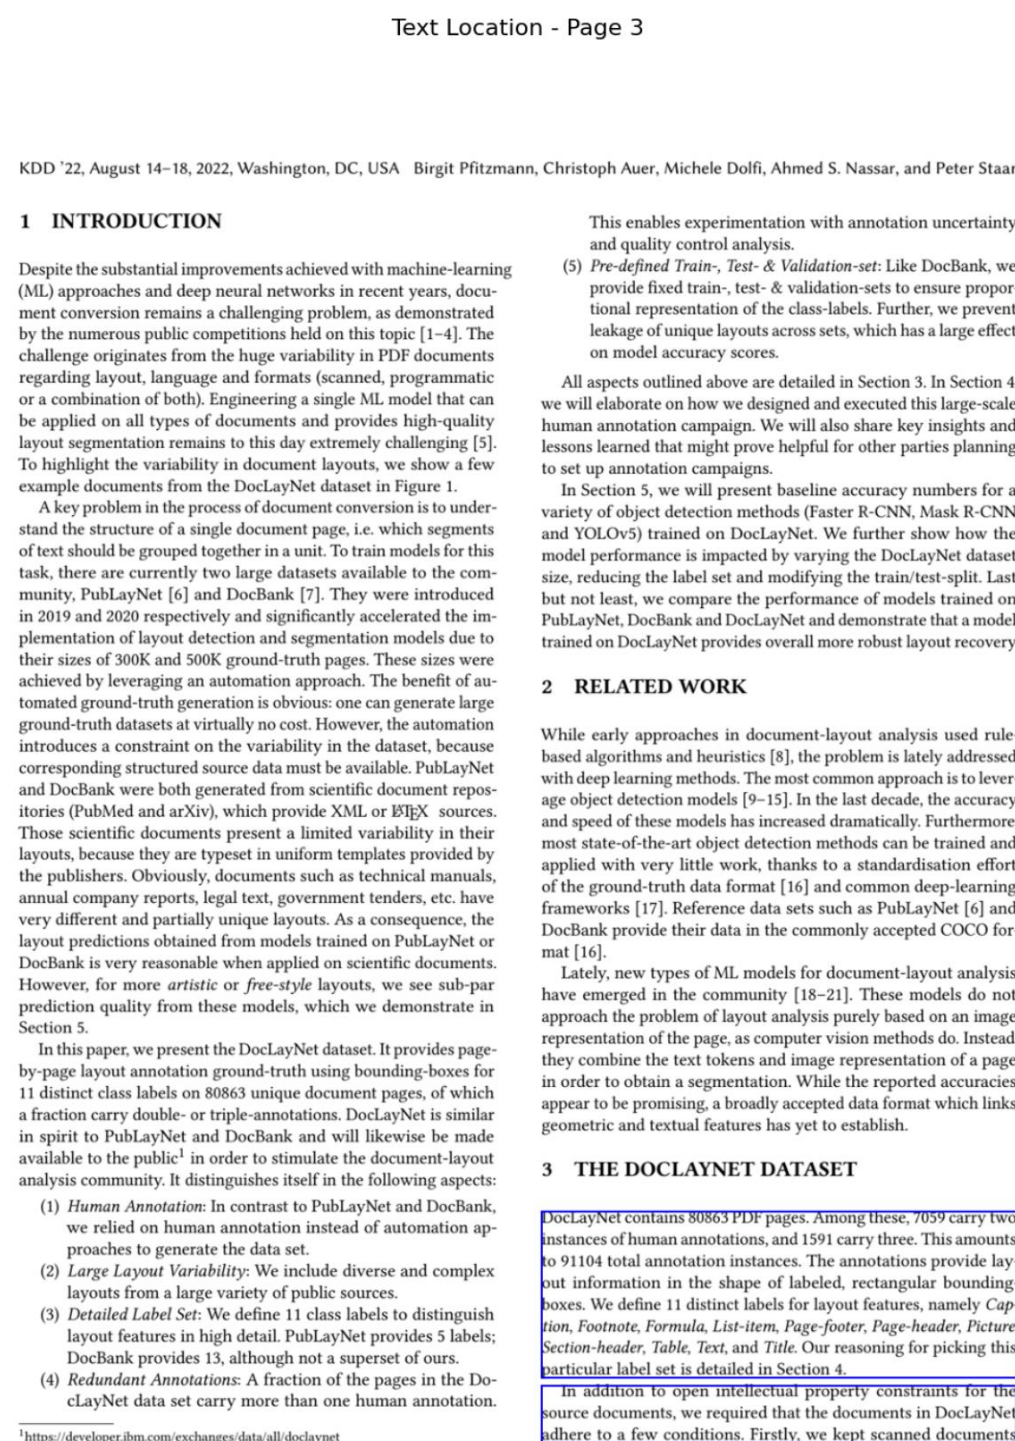 Text Location - Page 3
KDD '22, August 14–18, 2022, Washington, DC, USA Birgit Pfitzmann, Christoph Auer, Michele Dolfi, Ahmed S. Nassar, and Peter Staar
1 INTRODUCTION
Despite the substantial improvements achieved with machine-learning
(ML) approaches and deep neural networks in recent years, docu-
ment conversion remains a challenging problem, as demonstrated
by the numerous public competitions held on this topic [1–4]. The
challenge originates from the huge variability in PDF documents
regarding layout, language and formats (scanned, programmatic
or a combination of both). Engineering a single ML model that can
be applied on all types of documents and provides high-quality
layout segmentation remains to this day extremely challenging [5].
To highlight the variability in document layouts, we show a few
example documents from the DocLayNet dataset in Figure 1.
A key problem in the process of document conversion is to under-
stand the structure of a single document page, i.e. which segments
of text should be grouped together in a unit. To train models for this
task, there are currently two large datasets available to the com-
munity, PubLayNet [6] and DocBank [7]. They were introduced
in 2019 and 2020 respectively and significantly accelerated the im-
plementation of layout detection and segmentation models due to
their sizes of 300K and 500K ground-truth pages. These sizes were
achieved by leveraging an automation approach. The benefit of au-
tomated ground-truth generation is obvious: one can generate large
ground-truth datasets at virtually no cost. However, the automation
introduces a constraint on the variability in the dataset, because
corresponding structured source data must be available. PubLayNet
and DocBank were both generated from scientific document repos-
itories (PubMed and arXiv), which provide XML or LATEX sources.
Those scientific documents present a limited variability in their
layouts, because they are typeset in uniform templates provided by
the publishers. Obviously, documents such as technical manuals,
annual company reports, legal text, government tenders, etc. have
very different and partially unique layouts. As a consequence, the
layout predictions obtained from models trained on PubLayNet or
DocBank is very reasonable when applied on scientific documents.
However, for more artistic or free-style layouts, we see sub-par
prediction quality from these models, which we demonstrate in
Section 5.
In this paper, we present the DocLayNet dataset. It provides page-
by-page layout annotation ground-truth using bounding-boxes for
11 distinct class labels on 80863 unique document pages, of which
a fraction carry double- or triple-annotations. DocLayNet is similar
in spirit to PubLayNet and DocBank and will likewise be made
available to the public1 in order to stimulate the document-layout
analysis community. It distinguishes itself in the following aspects:
(1) Human Annotation: In contrast to PubLayNet and DocBank,
we relied on human annotation instead of automation ap-
proaches to generate the data set.
(2) Large Layout Variability: We include diverse and complex
layouts from a large variety of public sources.
(3) Detailed Label Set: We define 11 class labels to distinguish
layout features in high detail. PubLayNet provides 5 labels;
DocBank provides 13, although not a superset of ours.
(4) Redundant Annotations: A fraction of the pages in the Do-
cLayNet data set carry more than one human annotation.
1https://developer.ibm.com/exchanges/data/all/doclaynet
This enables experimentation with annotation uncertainty
and quality control analysis.
(5) Pre-defined Train-, Test- & Validation-set: Like DocBank, we
provide fixed train-, test- & validation-sets to ensure propor-
tional representation of the class-labels. Further, we prevent
leakage of unique layouts across sets, which has a large effect
on model accuracy scores.
All aspects outlined above are detailed in Section 3. In Section 4
we will elaborate on how we designed and executed this large-scale
human annotation campaign. We will also share key insights and
lessons learned that might prove helpful for other parties planning
to set up annotation campaigns.
In Section 5, we will present baseline accuracy numbers for a
variety of object detection methods (Faster R-CNN, Mask R-CNN
and YOLOv5) trained on DocLayNet. We further show how the
model performance is impacted by varying the DocLayNet dataset
size, reducing the label set and modifying the train/test-split. Last
but not least, we compare the performance of models trained on
PubLayNet, DocBank and DocLayNet and demonstrate that a model
trained on DocLayNet provides overall more robust layout recovery
2 RELATED WORK
While early approaches in document-layout analysis used rule-
based algorithms and heuristics [8], the problem is lately addressed
with deep learning methods. The most common approach is to lever-
age object detection models [9–15]. In the last decade, the accuracy
and speed of these models has increased dramatically. Furthermore
most state-of-the-art object detection methods can be trained and
applied with very little work, thanks to a standardisation effort
of the ground-truth data format [16] and common deep-learning
frameworks [17]. Reference data sets such as PubLayNet [6] and
DocBank provide their data in the commonly accepted COCO for-
mat [16].
Lately, new types of ML models for document-layout analysis
have emerged in the community [18–21]. These models do not
approach the problem of layout analysis purely based on an image
representation of the page, as computer vision methods do. Instead
they combine the text tokens and image representation of a page
in order to obtain a segmentation. While the reported accuracies
appear to be promising, a broadly accepted data format which links
geometric and textual features has yet to establish.
3 THE DOCLAYNET DATASET
DocLayNet contains 80863 PDF pages. Among these, 7059 carry two
instances of human annotations, and 1591 carry three. This amounts
to 91104 total annotation instances. The annotations provide lay-
out information in the shape of labeled, rectangular bounding-
boxes. We define 11 distinct labels for layout features, namely Cap-
tion, Footnote, Formula, List-item, Page-footer, Page-header, Picture
Section-header, Table, Text, and Title. Our reasoning for picking this
particular label set is detailed in Section 4.
In addition to open intellectual property constraints for the
source documents, we required that the documents in DocLayNet
adhere to a few conditions. Firstly, we kept scanned documents